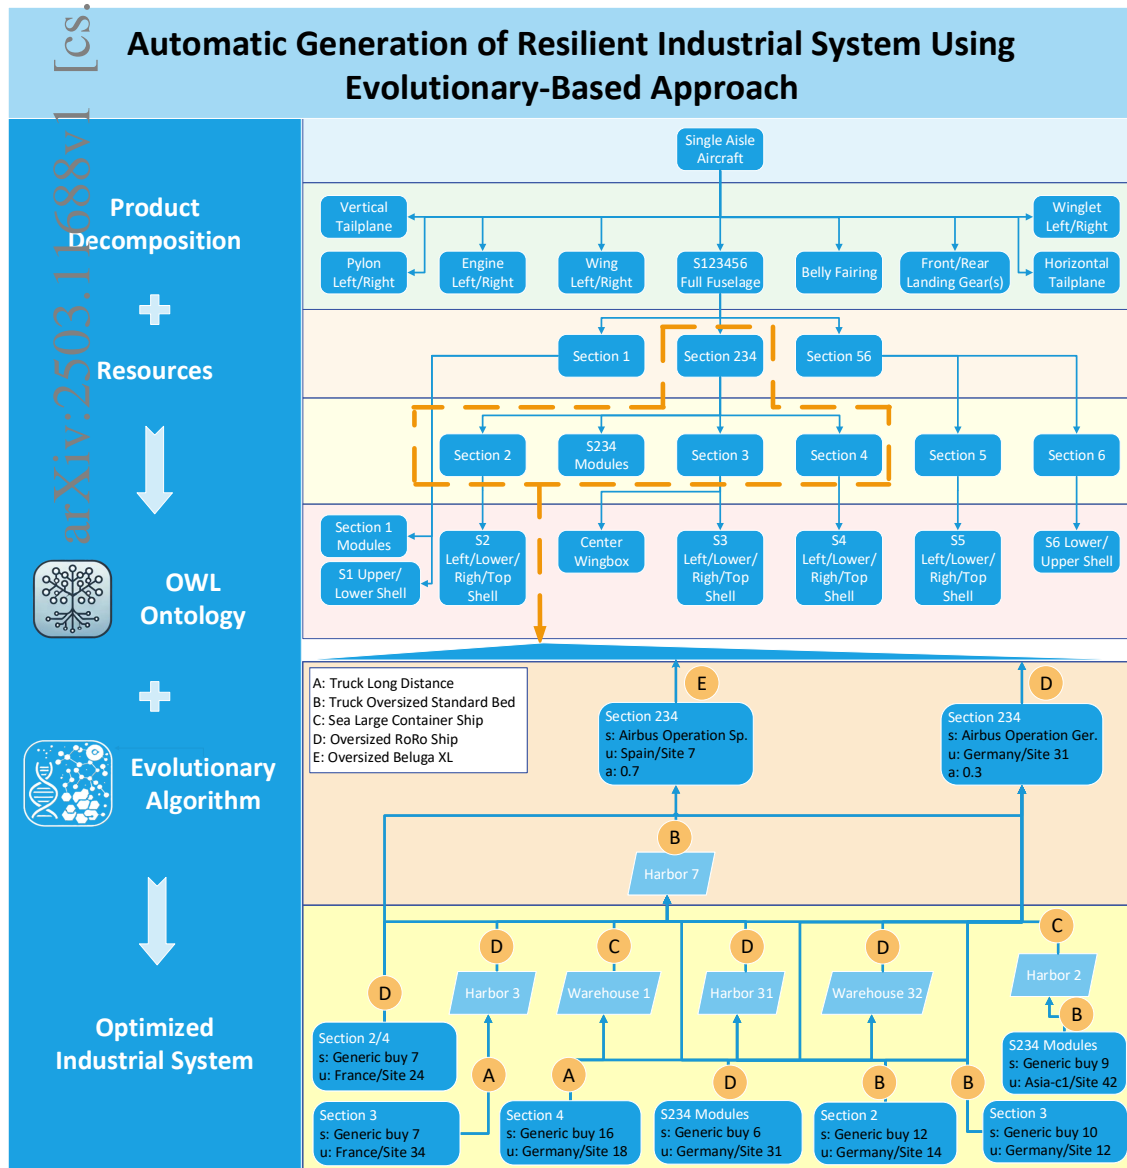 Automatic Generation of Resilient Industrial System Using
Evolutionary-Based Approach
arXiv:2503.11688v1 [cs.
Product
Decomposition
Resources
OWL
Ontology
Evolutionary
Algorithm
Optimized
Industrial System
Single Aisle
Aircraft
Vertical
Tailplane
Winglet
Left/Right
Pylon
Left/Right
Engine
Left/Right
Wing
Left/Right
S123456
Full Fuselage
Belly Fairing
Front/Rear
Landing Gear(s)
Horizontal
Tailplane
Section 1
Section 234
Section 56
Section 2
S234
Modules
Section 3
Section 4
Section 5
Section 6
Section 1
Modules
S1 Upper/
Lower Shell
S2
Left/Lower/
Righ/Top
Shell
Center
Wingbox
S3
Left/Lower/
Righ/Top
Shell
S4
Left/Lower/
Righ/Top
Shell
S5
Left/Lower/
Righ/Top
Shell
S6 Lower/
Upper Shell
A: Truck Long Distance
B: Truck Oversized Standard Bed
C: Sea Large Container Ship
D: Oversized RoRo Ship
E: Oversized Beluga XL
E
D
Section 234
s: Airbus Operation Sp.
u: Spain/Site 7
a: 0.7
Section 234
s: Airbus Operation Ger.
u: Germany/Site 31
a: 0.3
B
Harbor 7
D
C
D
D
C
Harbor 3
Warehouse 1
Harbor 31
Warehouse 32
Harbor 2
D
B
Section 2/4
s: Generic buy 7
u: France/Site 24
S234 Modules
s: Generic buy 9
u: Asia-c1/Site 42
A
A
D
B
B
Section 3
s: Generic buy 7
u: France/Site 34
Section 4
s: Generic buy 16
u: Germany/Site 18
S234 Modules
s: Generic buy 6
u: Germany/Site 31
Section 2
s: Generic buy 12
u: Germany/Site 14
Section 3
s: Generic buy 10
u: Germany/Site 12